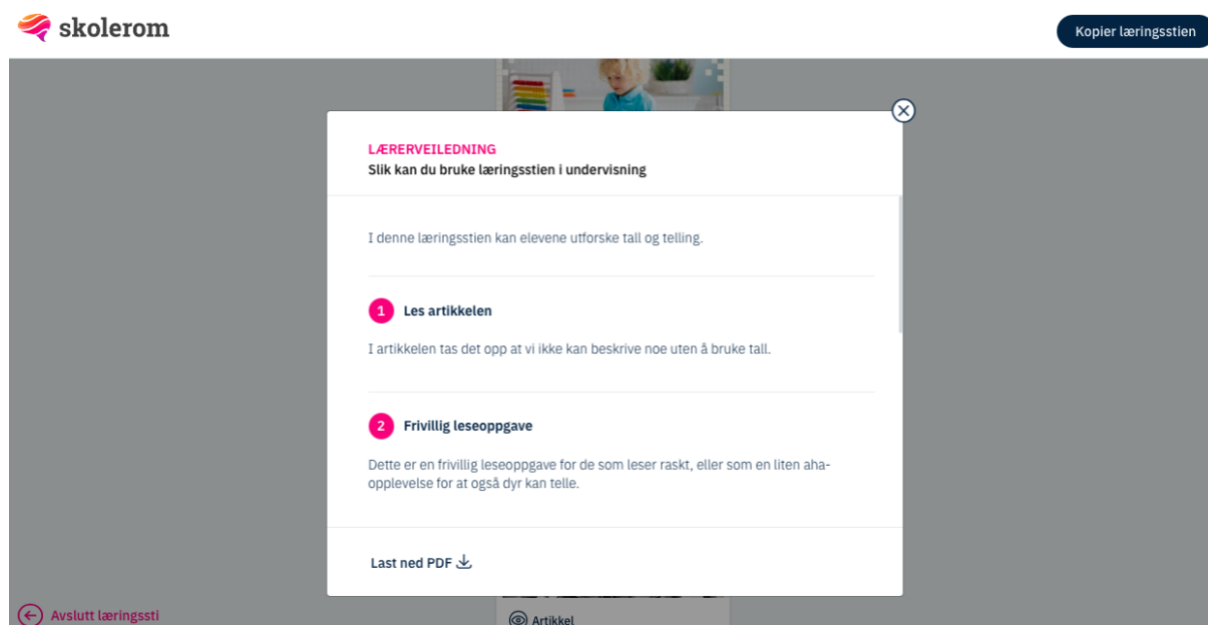 skolerom
Kopier læringsstien
LÆRERVEILEDNING
Slik kan du bruke læringsstien i undervisning
I denne læringsstien kan elevene utforske tall og telling.
1 Les artikkelen
I artikkelen tas det opp at vi ikke kan beskrive noe uten å bruke tall.
2 Frivillig leseoppgave
Dette er en frivillig leseoppgave for de som leser raskt, eller som en liten aha-
opplevelse for at også dyr kan telle.
Last ned PDF
Avslutt læringssti
Artikkel